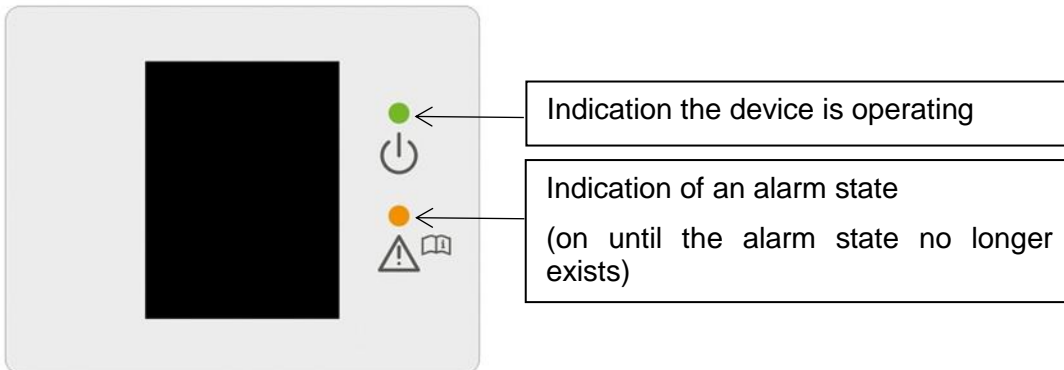 Indication the device is operating
Indication of an alarm state
(on until the alarm state no longer
exists)